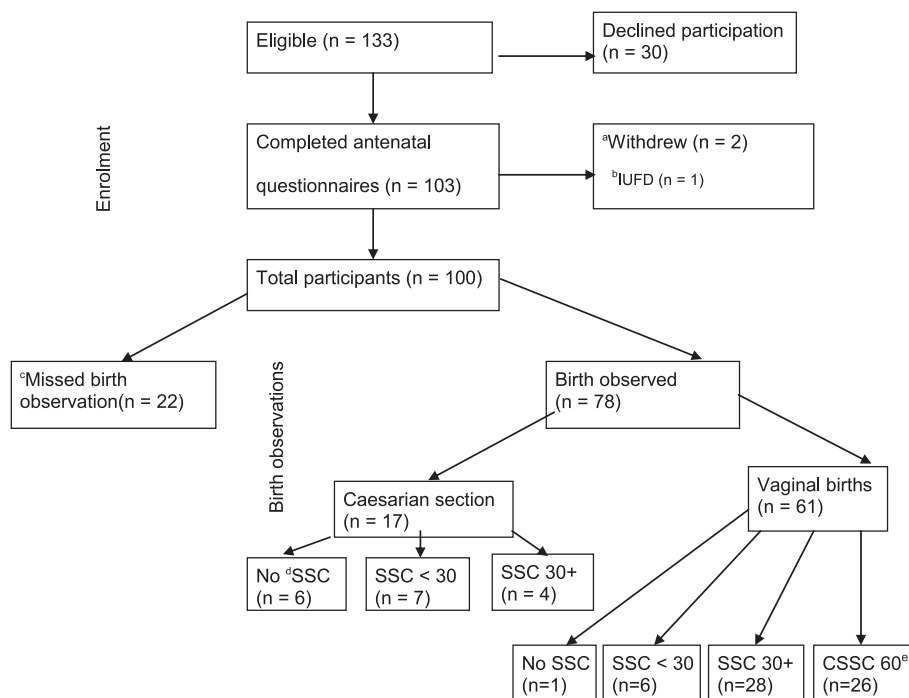 Eligible (n = 133)
Declined participation
(n = 30)
Enrolment
Completed antenatal
questionnaires (n = 103)
ᵃWithdrew (n = 2)
ᵇIUFD (n = 1)
Total participants (n = 100)
ᶜMissed birth
observation(n = 22)
Birth observations
Birth observed
(n = 78)
Caesarian section
(n = 17)
Vaginal births
(n = 61)
No ᵈSSC
(n = 6)
SSC < 30
(n = 7)
SSC 30+
(n = 4)
No SSC
(n=1)
SSC < 30
(n=6)
SSC 30+
(n=28)
CSSC 60ᵉ
(n=26)